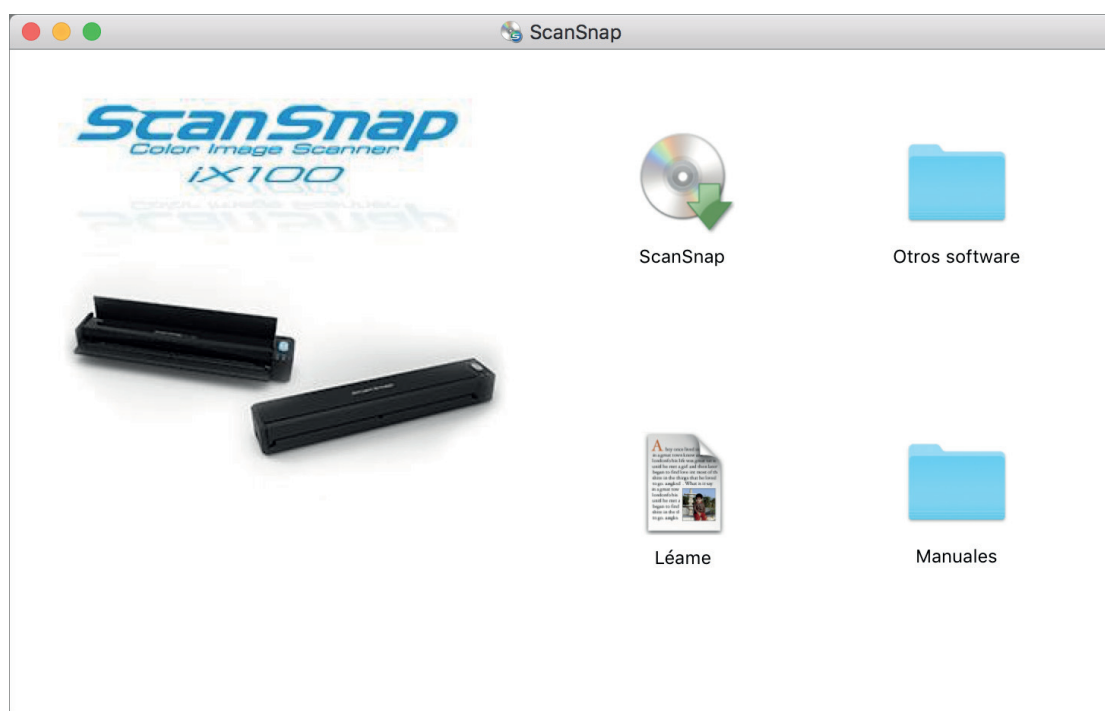 ScanSnap
ScanSnap
Color Image Scanner
iX100
ScanSnap
Otros software
Léame
Manuales